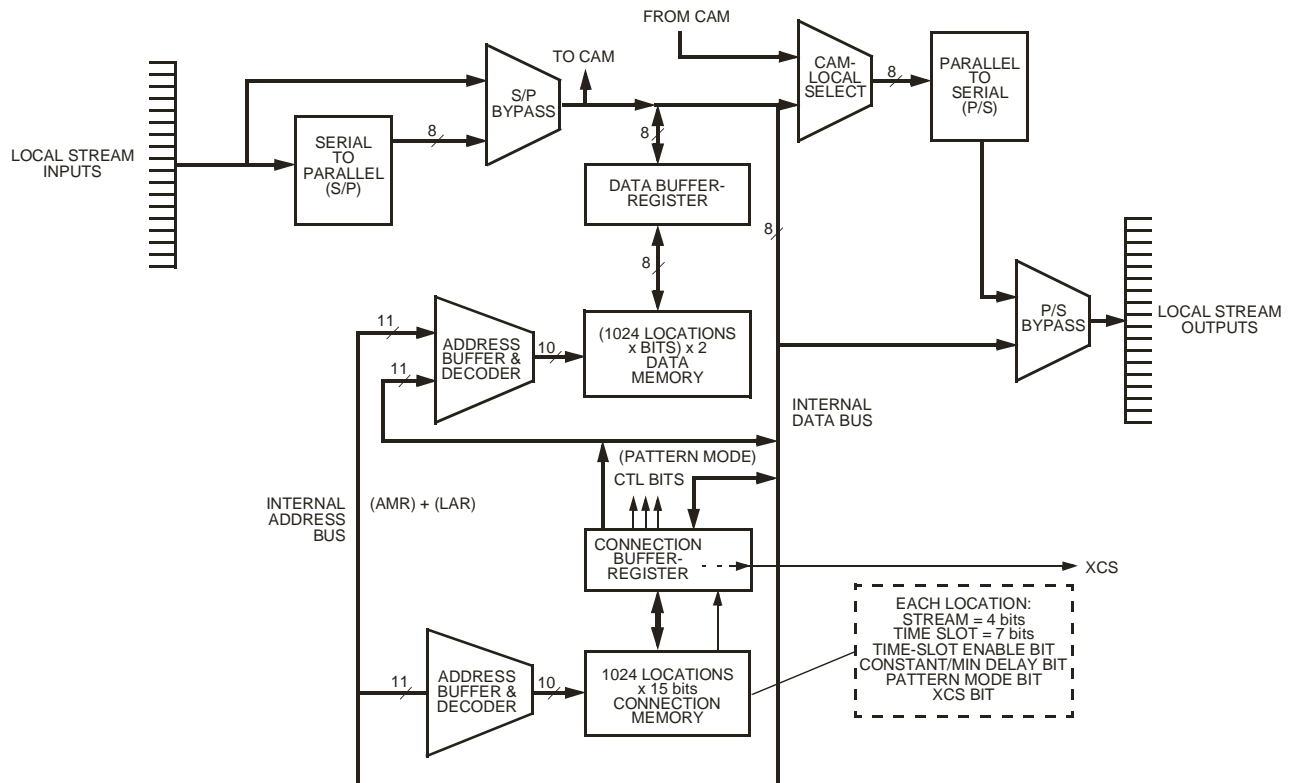 FROM CAM
TO CAM
S/P
BYPASS
8
SERIAL
TO
PARALLEL
(S/P)
LOCAL STREAM
INPUTS
8
DATA BUFFER-
REGISTER
8
CAM-
LOCAL
SELECT
8
PARALLEL
TO
SERIAL
(P/S)
8
P/S
BYPASS
LOCAL STREAM
OUTPUTS
11
11
ADDRESS
BUFFER &
DECODER
10
(1024 LOCATIONS
x BITS) x 2
DATA
MEMORY
INTERNAL
DATA BUS
(PATTERN MODE)
CTL BITS
INTERNAL
ADDRESS
BUS
(AMR) + (LAR)
CONNECTION
BUFFER-
REGISTER
XCS
11
ADDRESS
BUFFER &
DECODER
10
1024 LOCATIONS
x 15 bits
CONNECTION
MEMORY
EACH LOCATION:
STREAM = 4 bits
TIME SLOT = 7 bits
TIME-SLOT ENABLE BIT
CONSTANT/MIN DELAY BIT
PATTERN MODE BIT
XCS BIT